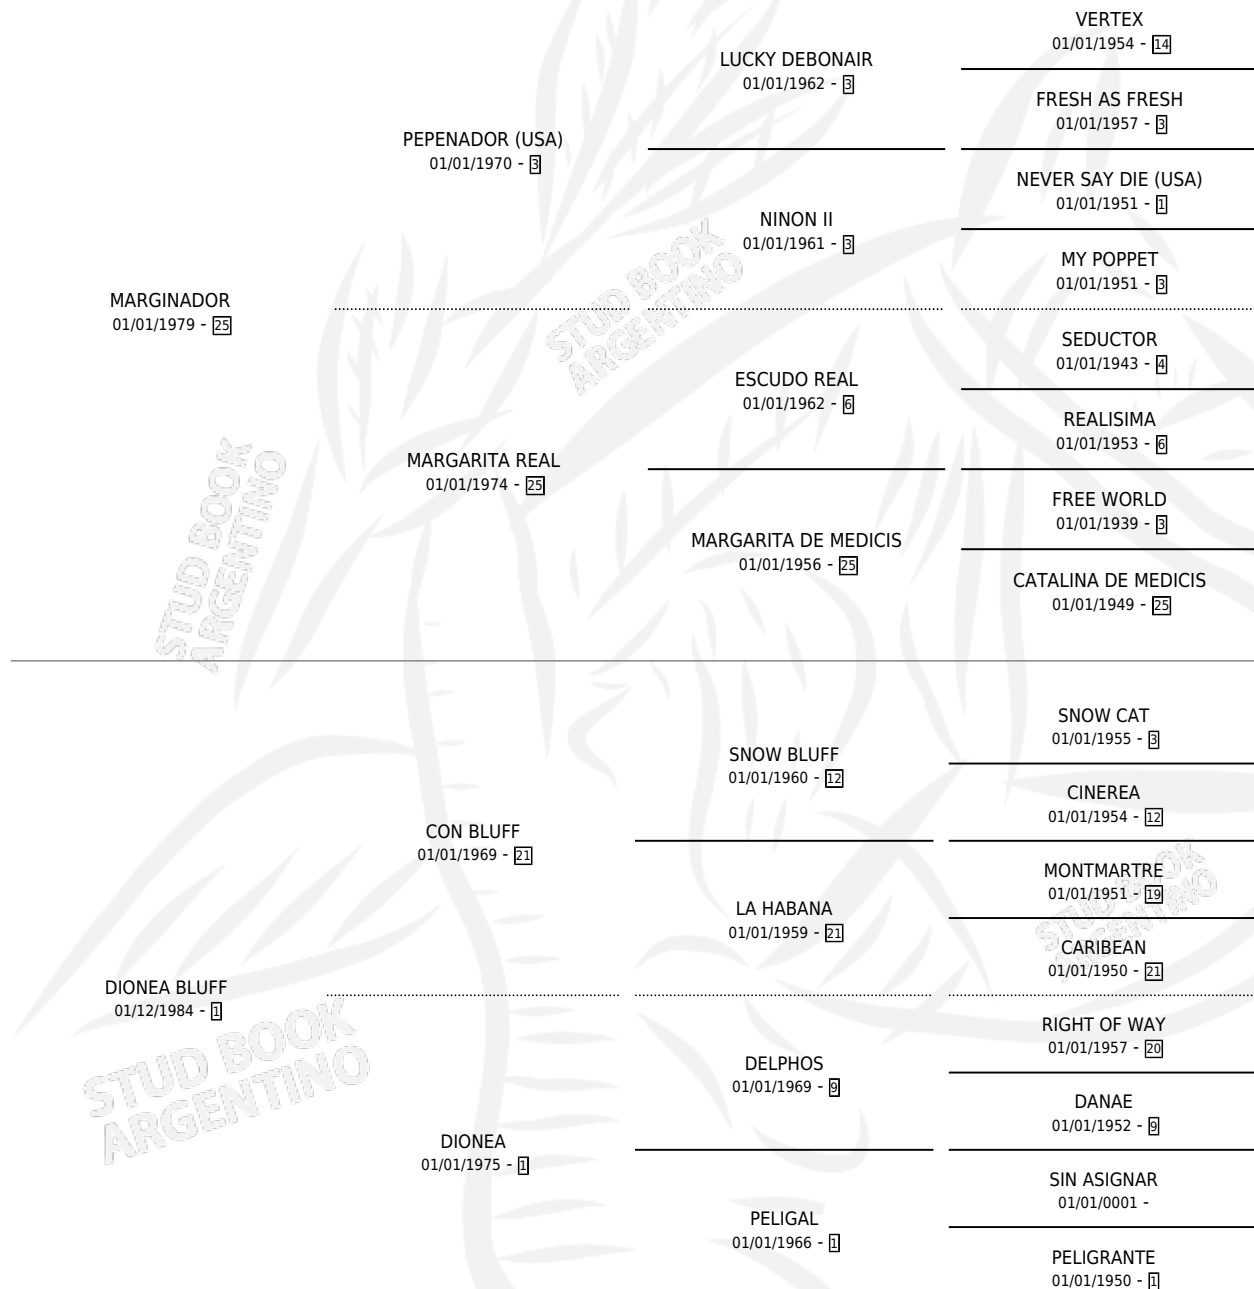 VERTEX
01/01/1954 - 14
LUCKY DEBONAIR
01/01/1962 - 3
FRESH AS FRESH
01/01/1957 - 3
PEPENADOR (USA)
01/01/1970 - 3
NEVER SAY DIE (USA)
01/01/1951 - 1
NINON II
01/01/1961 - 3
MY POPPET
01/01/1951 - 3
MARGINADOR
01/01/1979 - 25
SEDUCTOR
01/01/1943 - 4
ESCUDO REAL
01/01/1962 - 6
REALISIMA
01/01/1953 - 6
MARGARITA REAL
01/01/1974 - 25
FREE WORLD
01/01/1939 - 3
MARGARITA DE MEDICIS
01/01/1956 - 25
CATALINA DE MEDICIS
01/01/1949 - 25
STUD BOOK
ARGENTINO
STUD BOOK
ARGENTINO
SNOW CAT
01/01/1955 - 3
SNOW BLUFF
01/01/1960 - 12
CINEREA
01/01/1954 - 12
CON BLUFF
01/01/1969 - 21
MONTMARTRE
01/01/1951 - 19
LA HABANA
01/01/1959 - 21
CARIBEAN
01/01/1950 - 21
STUD BOOK
ARGENTINO
DIONEA BLUFF
01/12/1984 - 1
RIGHT OF WAY
01/01/1957 - 20
DELPHOS
01/01/1969 - 9
DANAE
01/01/1952 - 9
DIONEA
01/01/1975 - 1
SIN ASIGNAR
01/01/0001 -
PELIGAL
01/01/1966 - 1
PELIGRANTE
01/01/1950 - 1
STUD BOOK
ARGENTINO